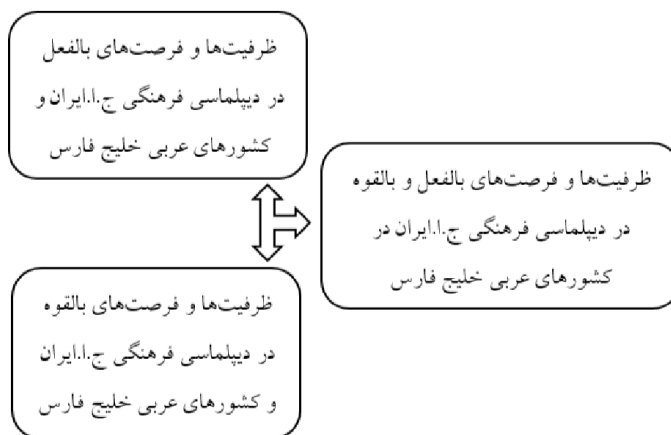 ظرفیت‌ها و فرصت‌های بالفعل
در دیپلماسی فرهنگی ج.ا.ایران و
کشورهای عربی خلیج فارس
ظرفیت‌ها و فرصت‌های بالفعل و بالقوه
در دیپلماسی فرهنگی ج.ا.ایران در
کشورهای عربی خلیج فارس
ظرفیت‌ها و فرصت‌های بالقوه
در دیپلماسی فرهنگی ج.ا.ایران
و کشورهای عربی خلیج فارس